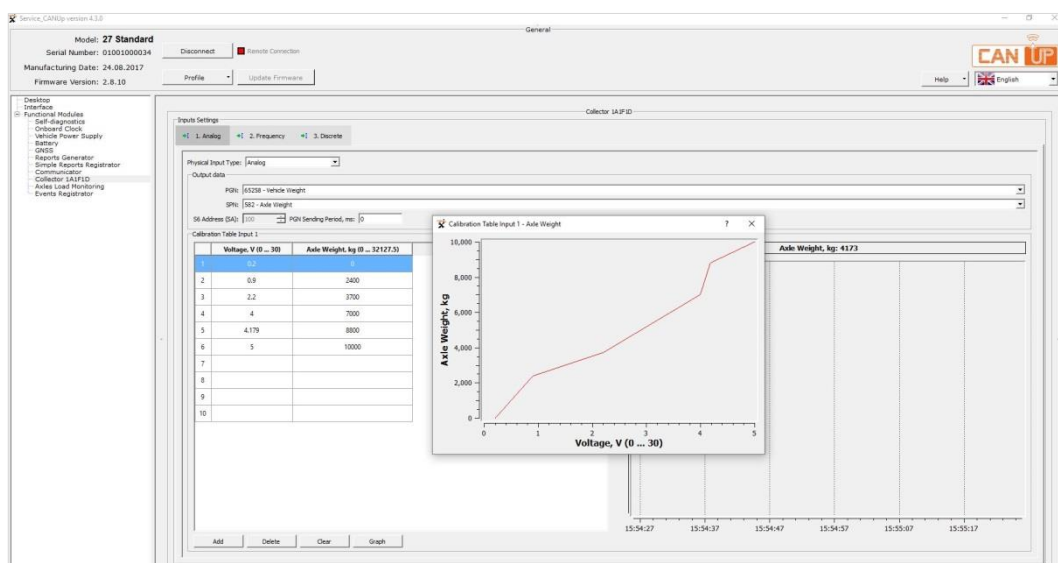 Service_CANUp version 4.3.0
General
Model: 27 Standard
Serial Number: 01001000034
Manufacturing Date: 24.08.2017
Firmware Version: 2.8.10
Disconnect
Remote Connection
Profile
Update Firmware
CAN UP
Help
English
Desktop
Interface
Functional Modules
Self-diagnostics
Onboard Clock
Vehicle Power Supply
Battery
GNSS
Reports Generator
Simple Reports Registrator
Communicator
Collector 1A1F1D
Axles Load Monitoring
Events Registrator
Collector 1A1F1D
Inputs Settings
1. Analog 2. Frequency 3. Discrete
Physical Input Type: Analog
Output data
PGN: 65258 - Vehicle Weight
SPN: 582 - Axle Weight
S6 Address (SA): 100 PGN Sending Period, ms: 0
Calibration Table Input 1
Voltage, V (0 ... 30) Axle Weight, kg (0 ... 32127.5)
1 0.2 0
2 0.9 2400
3 2.2 3700
4 4 7000
5 4.179 8800
6 5 10000
7
8
9
10
Add Delete Clear Graph
Calibration Table Input 1 - Axle Weight ?
10,000
8,000
6,000
4,000
2,000
0
Axle Weight, kg
0 1 2 3 4 5
Voltage, V (0 ... 30)
Axle Weight, kg: 4173
15:54:27 15:54:37 15:54:47 15:54:57 15:55:07 15:55:17